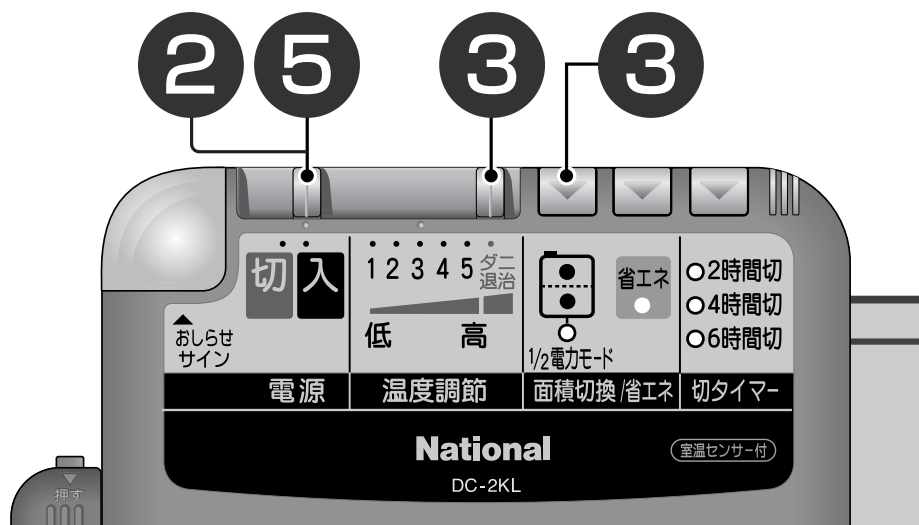 2 5 3 3
切 入
1 2 3 4 5 ダニ退治
低 高
おしらせ
サイン
省エネ
1/2電力モード
2時間切
4時間切
6時間切
電源 温度調節 面積切換/省エネ 切タイマー
National
室温センサー付
DC-2KL
押す